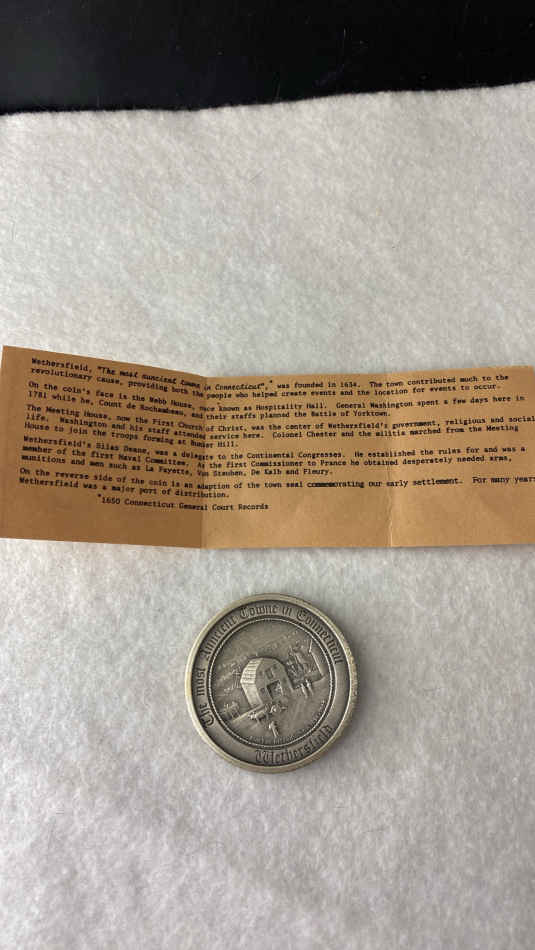 Wethersfield, "The most auncient towne in Connecticut",* was founded in 1634. The town contributed much to the
revolutionary cause, providing both the people who helped create events and the location for events to occur.
On the coin's face is the Webb House, once known as Hospitality Hall. General Washington spent a few days here in
1781 while he, Count de Rochambeau, and their staffs planned the Battle of Yorktown.
The Meeting House, now the First Church of Christ, was the center of Wethersfield's government, religious and social
life. Washington and his staff attended service here. Colonel Chester and the militia marched from the Meeting
House to join the troops forming at Bunker Hill.
Wethersfield's Silas Deane, was a delegate to the Continental Congresses. He established the rules for and was a
member of the first Naval Committee. As the first Commissioner to France he obtained desperately needed arms,
munitions and men such as La Fayette, Von Steuben, De Kalb and Fleury.
On the reverse side of the coin is an adaption of the town seal commemorating our early settlement. For many years
Wethersfield was a major port of distribution.
*1650 Connecticut General Court Records
The most Auncient Towne in Connecticut
Wethersfield